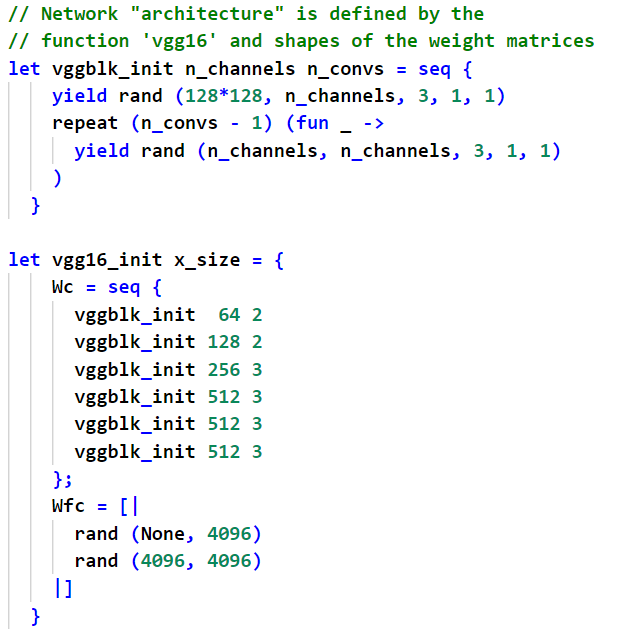 // Network "architecture" is defined by the
// function 'vgg16' and shapes of the weight matrices
let vggblk_init n_channels n_convs = seq {
    yield rand (128*128, n_channels, 3, 1, 1)
    repeat (n_convs - 1) (fun _ ->
      yield rand (n_channels, n_channels, 3, 1, 1)
    )
  }

let vgg16_init x_size = {
    Wc = seq {
      vggblk_init  64 2
      vggblk_init 128 2
      vggblk_init 256 3
      vggblk_init 512 3
      vggblk_init 512 3
      vggblk_init 512 3
    };
    Wfc = [|
      rand (None, 4096)
      rand (4096, 4096)
    |]
  }